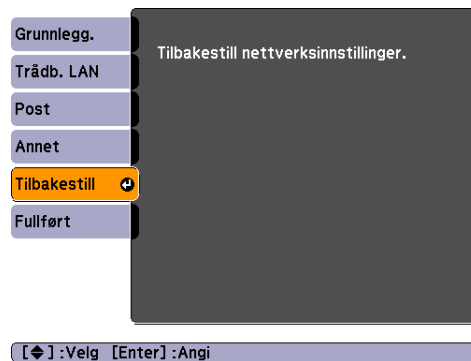 Grunnlegg.
Trådb. LAN
Post
Annet
Tilbakestill
Fullført
Tilbakestill nettverksinnstillinger.
[◆] :Velg [Enter] :Angi